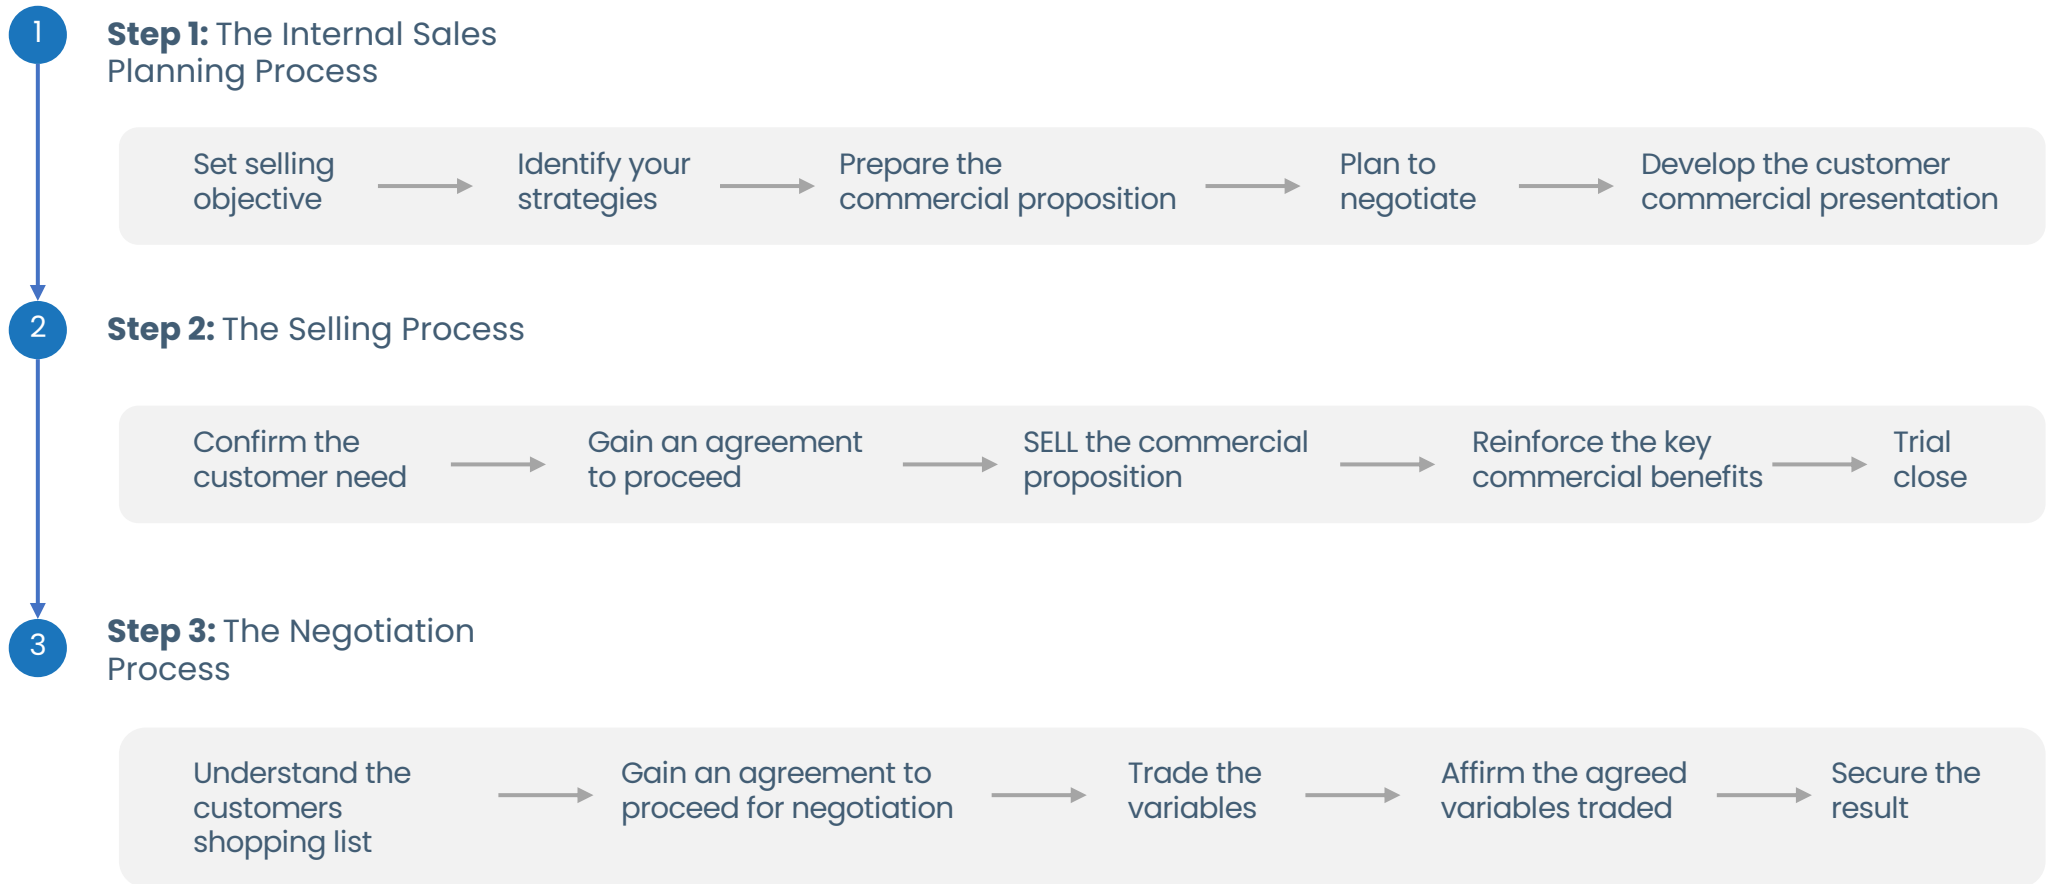 1
Step 1: The Internal Sales
Planning Process
Set selling
objective
Identify your
strategies
Prepare the
commercial proposition
Plan to
negotiate
Develop the customer
commercial presentation
2
Step 2: The Selling Process
Confirm the
customer need
Gain an agreement
to proceed
SELL the commercial
proposition
Reinforce the key
commercial benefits
Trial
close
3
Step 3: The Negotiation
Process
Understand the
customers
shopping list
Gain an agreement to
proceed for negotiation
Trade the
variables
Affirm the agreed
variables traded
Secure the
result